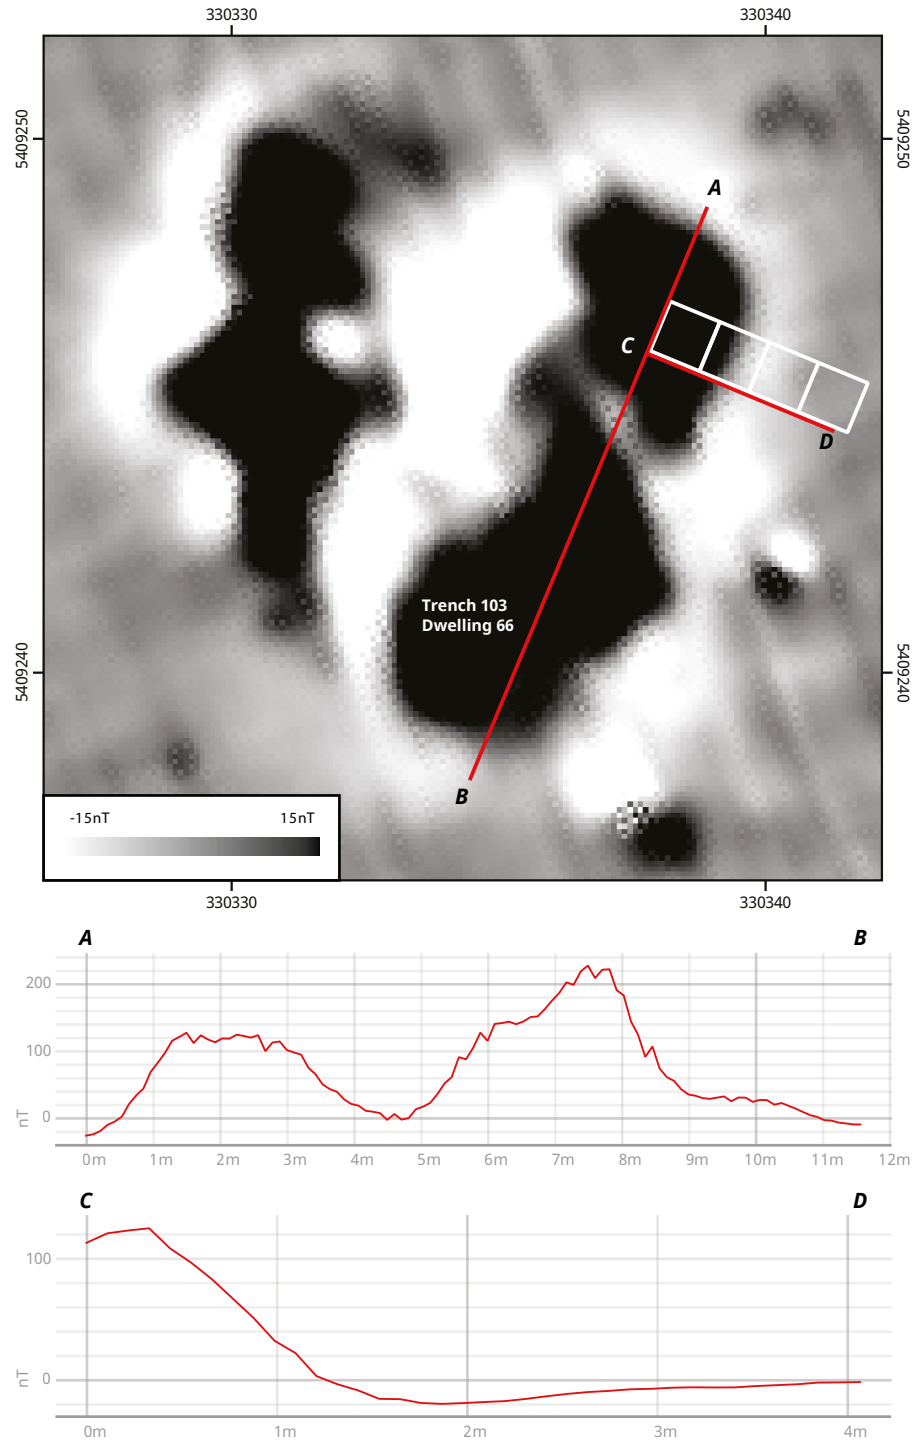 330330 330340
5409250 5409250
A
C
D
Trench 103
Dwelling 66
5409240 5409240
B
-15nT 15nT
330330 330340
A B
200
100
0
nT
0m 1m 2m 3m 4m 5m 6m 7m 8m 9m 10m 11m 12m
C D
100
0
nT
0m 1m 2m 3m 4m